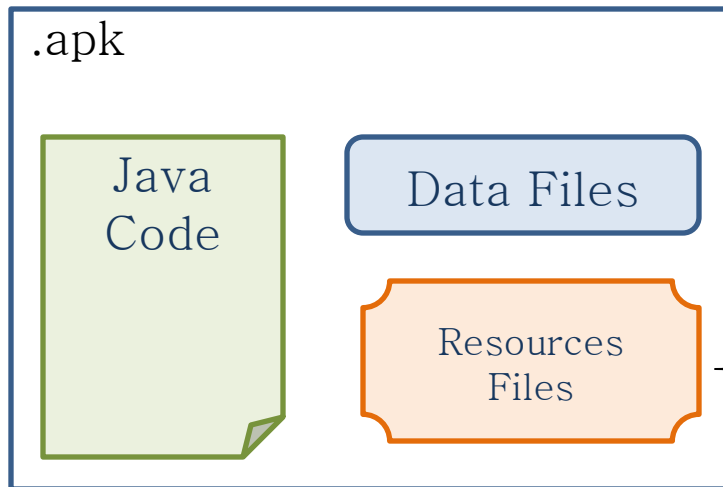 .apk
Java
Code
Data Files
Resources
Files